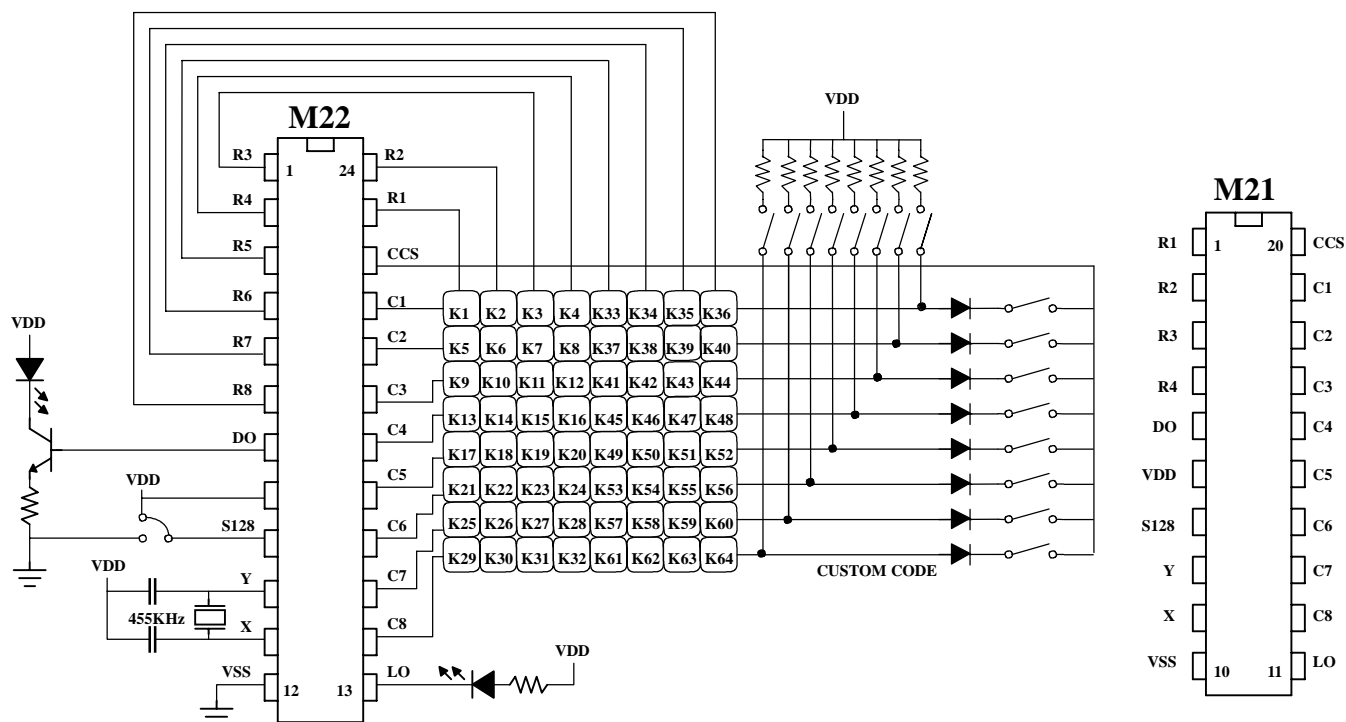 VDD
M22
R3
1
24
R2
R4
R1
R5
CCS
R6
C1
R7
C2
R8
C3
DO
C4
C5
VDD
S128
C6
VDD
Y
C7
455KHz
X
C8
VSS
12
13
LO
VDD
VDD
K1 K2 K3 K4 K33 K34 K35 K36
K5 K6 K7 K8 K37 K38 K39 K40
K9 K10 K11 K12 K41 K42 K43 K44
K13 K14 K15 K16 K45 K46 K47 K48
K17 K18 K19 K20 K49 K50 K51 K52
K21 K22 K23 K24 K53 K54 K55 K56
K25 K26 K27 K28 K57 K58 K59 K60
K29 K30 K31 K32 K61 K62 K63 K64
CUSTOM CODE
M21
R1 1 20 CCS
R2 C1
R3 C2
R4 C3
DO C4
VDD C5
S128 C6
Y C7
X C8
VSS 10 11 LO